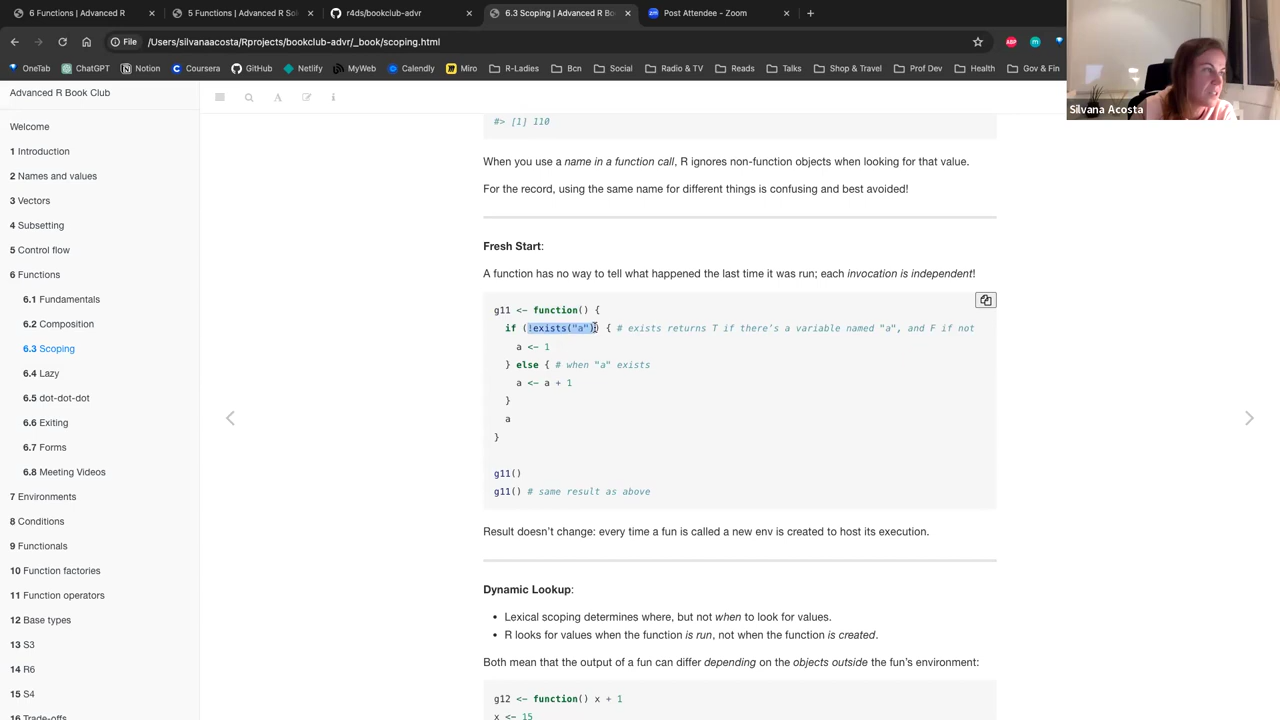 6 Functions | Advanced R
5 Functions | Advanced R Sol
r4ds/bookclub-advr
6.3 Scoping | Advanced R Bo
Post Attendee - Zoom
File
/Users/silvanaacosta/Rprojects/bookclub-advr/_book/scoping.html
ABP
OneTab
ChatGPT
Notion
Coursera
GitHub
Netlify
MyWeb
Calendly
Miro
R-Ladies
Bcn
Social
Radio & TV
Reads
Talks
Shop & Travel
Prof Dev
Health
Gov & Fin
Silvana Acosta
Advanced R Book Club
Welcome
1 Introduction
2 Names and values
3 Vectors
4 Subsetting
5 Control flow
6 Functions
6.1 Fundamentals
6.2 Composition
6.3 Scoping
6.4 Lazy
6.5 dot-dot-dot
6.6 Exiting
6.7 Forms
6.8 Meeting Videos
7 Environments
8 Conditions
9 Functionals
10 Function factories
11 Function operators
12 Base types
13 S3
14 R6
15 S4
16 Trade-offs
#> [1] 110
When you use a name in a function call, R ignores non-function objects when looking for that value.
For the record, using the same name for different things is confusing and best avoided!
Fresh Start:
A function has no way to tell what happened the last time it was run; each invocation is independent!
g11 <- function() {
if (!exists("a")) { # exists returns T if there's a variable named "a", and F if not
a <- 1
} else { # when "a" exists
a <- a + 1
}
a
}
g11()
g11() # same result as above
Result doesn't change: every time a fun is called a new env is created to host its execution.
Dynamic Lookup:
• Lexical scoping determines where, but not when to look for values.
• R looks for values when the function is run, not when the function is created.
Both mean that the output of a fun can differ depending on the objects outside the fun's environment:
g12 <- function() x + 1
x <- 15